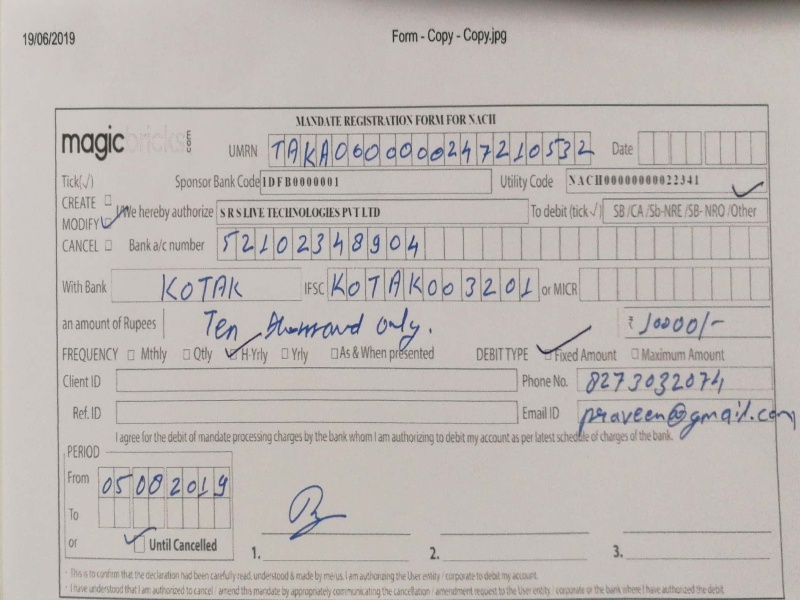 19/06/2019 Form - Copy - Copy.jpg
MANDATE REGISTRATION FORM FOR NACH
magicbricks.com
UMRN TAKA0600000247210532 Date
Tick(√) Sponsor Bank Code IDFB0000001 Utility Code NACH00000000022341
CREATE
I/We hereby authorize S R S LIVE TECHNOLOGIES PVT LTD To debit (tick √) SB /CA /Sb-NRE /SB- NRO /Other
MODIFY
CANCEL Bank a/c number 52102348904
With Bank KOTAK IFSC KOTAK003201 or MICR
an amount of Rupees Ten thousand only. ₹ 10000/-
FREQUENCY Mthly Qtly H-Yrly Yrly As & When presented DEBIT TYPE Fixed Amount Maximum Amount
Client ID Phone No. 8273032074
Ref. ID Email ID praveen@gmail.com
I agree for the debit of mandate processing charges by the bank whom I am authorizing to debit my account as per latest schedule of charges of the bank.
PERIOD
From 05082019
To
or Until Cancelled
1. 2. 3.
- This is to confirm that the declaration had been carefully read, understood & made by me/us. I am authorizing the User entity / corporate to debit my account.
- I have understood that I am authorized to cancel / amend this mandate by appropriately communicating the cancellation / amendment request to the User entity / corporate or the bank where I have authorized the debit.